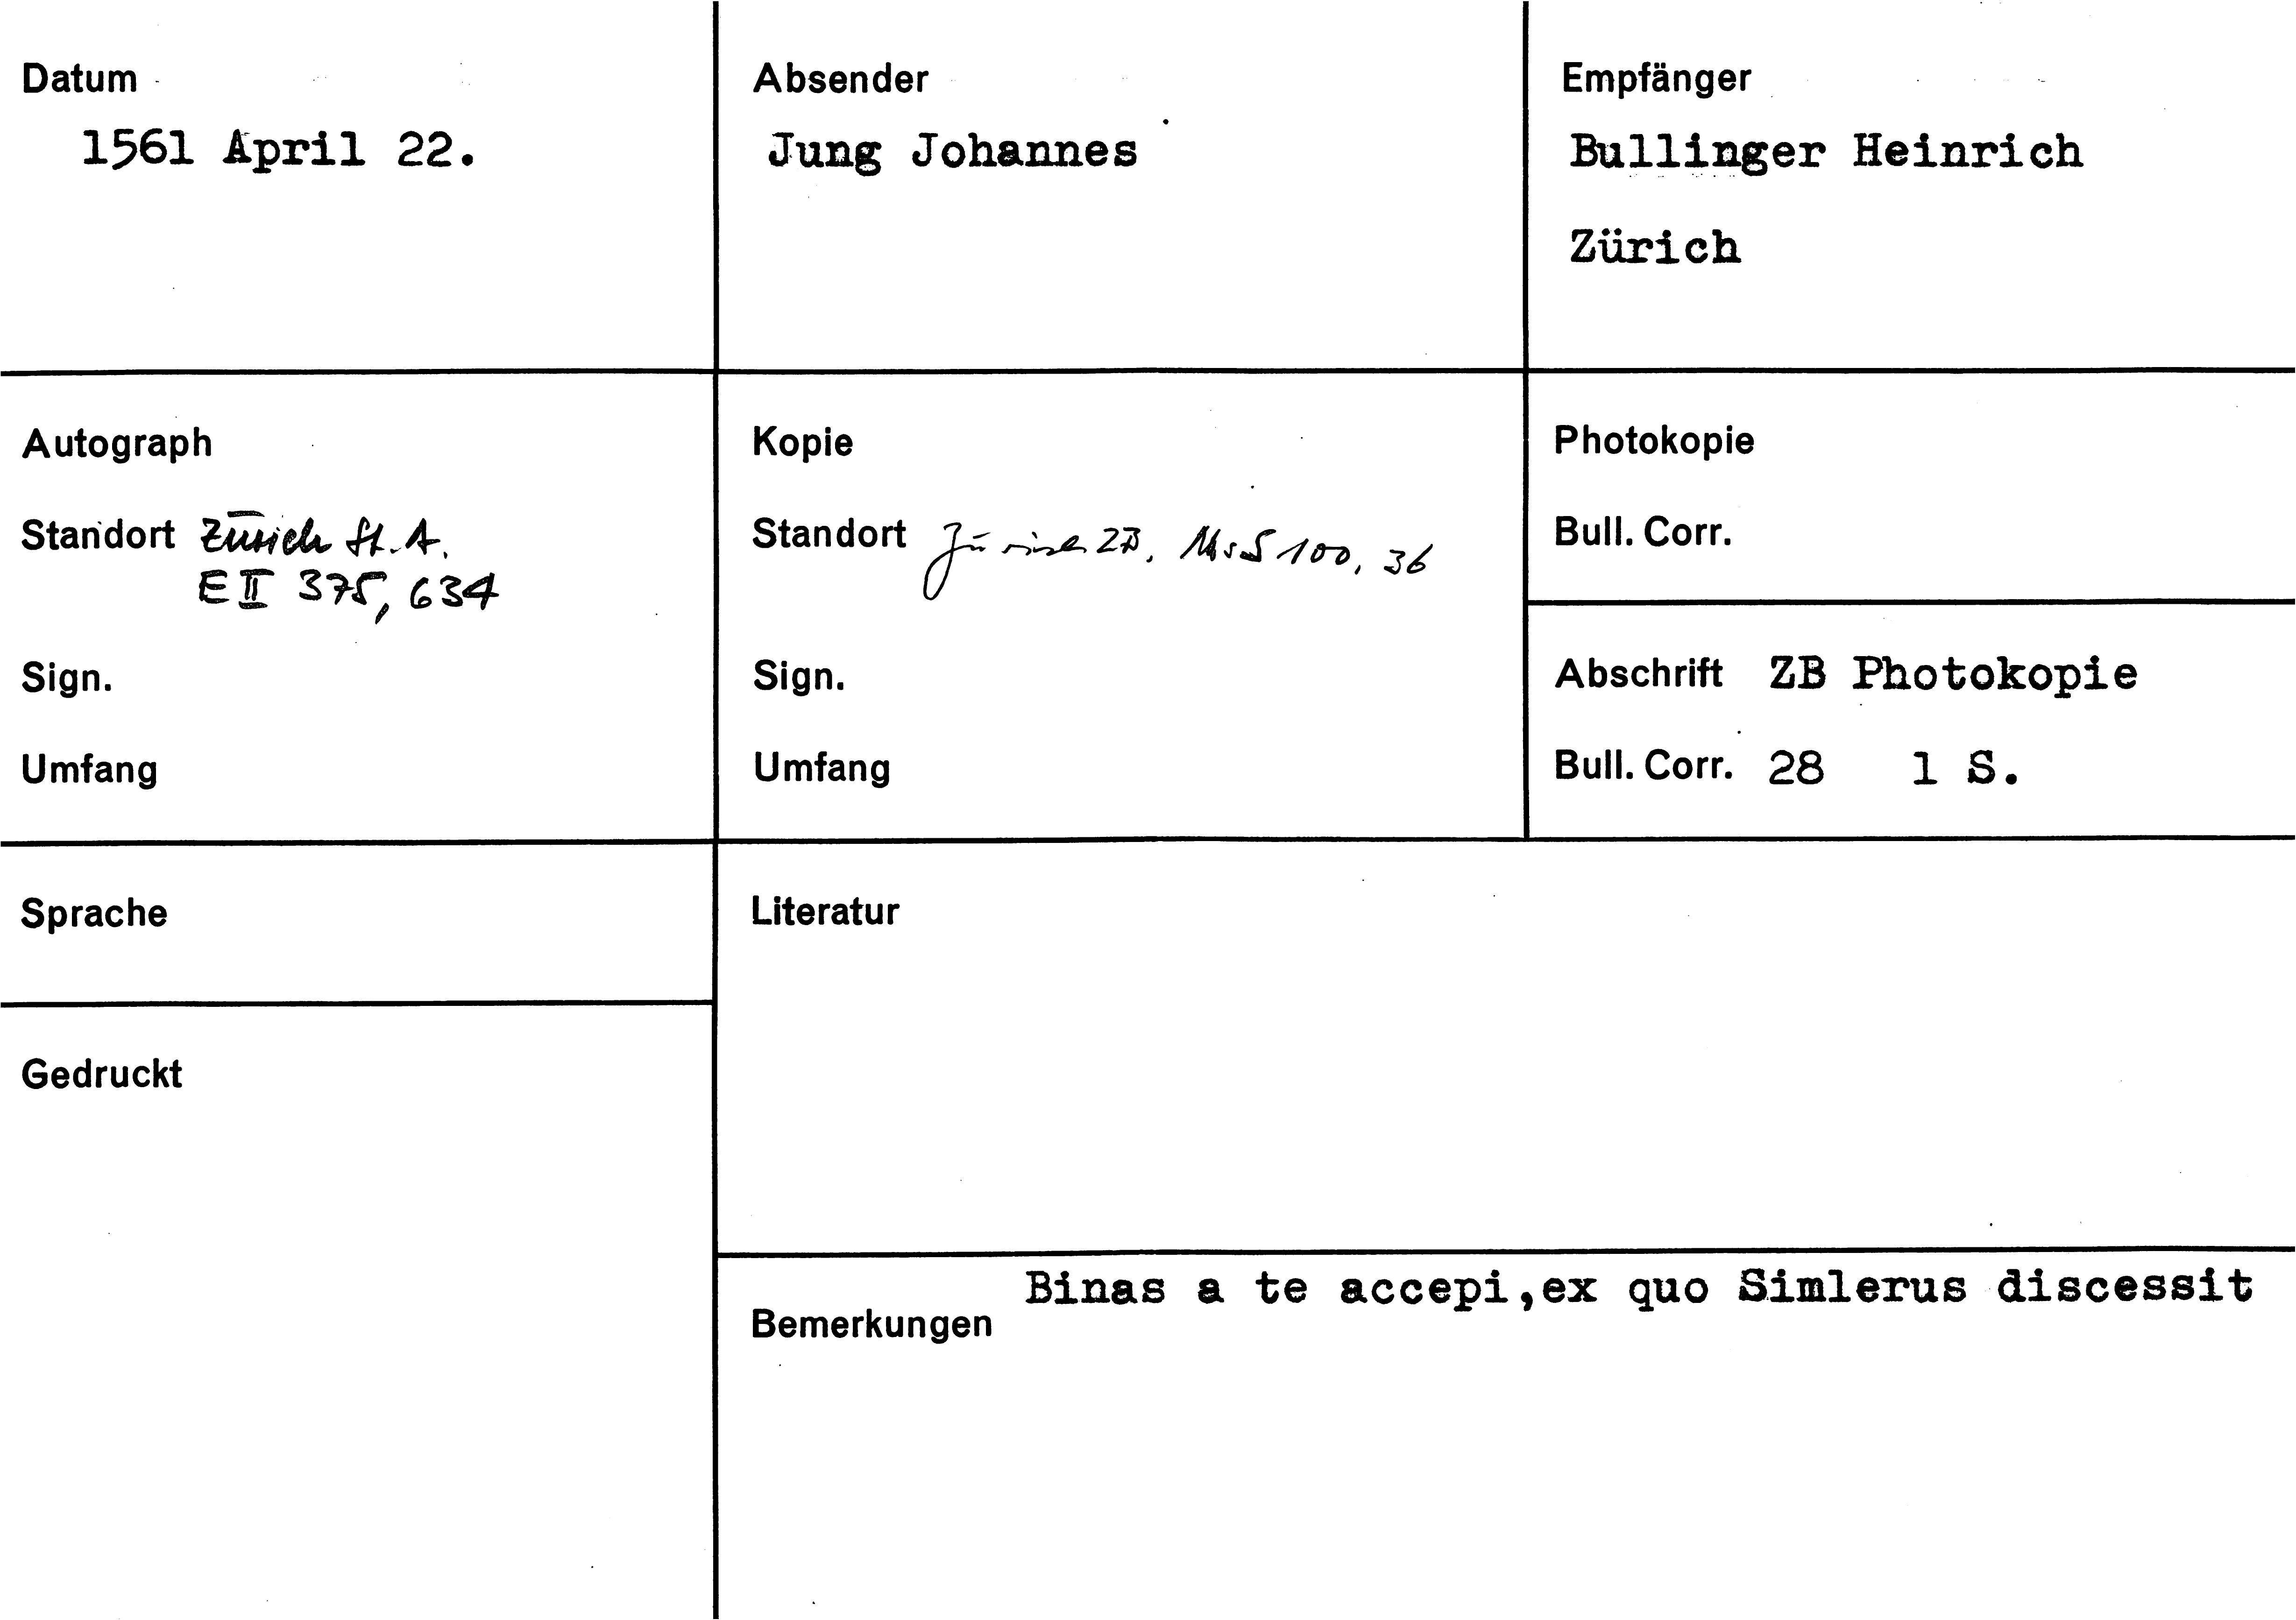 Datum
1561 April 22.
Absender
Jung Johannes
Empfänger
Bullinger Heinrich
Zürich
Autograph
Standort Zürich St. A.
E II 375, 634
Sign.
Umfang
Kopie
Standort Zürich ZB, Ms S 100, 36
Sign.
Umfang
Photokopie
Bull. Corr.
Abschrift ZB Photokopie
Bull. Corr. 28 1 S.
Sprache
Gedruckt
Literatur
Binas a te accepi,ex quo Simlerus discessit
Bemerkungen